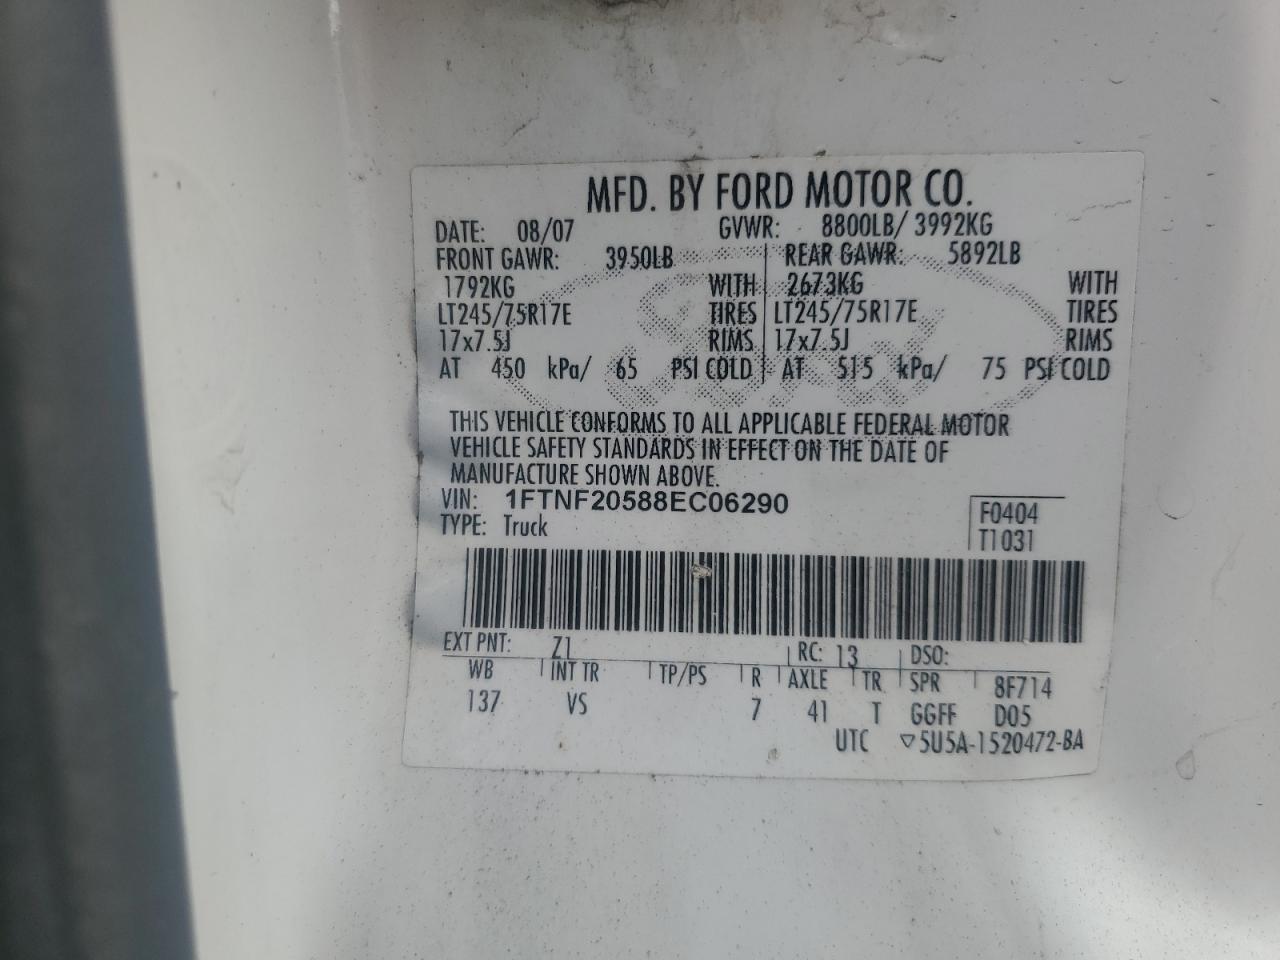 MFD. BY FORD MOTOR CO.
DATE: 08/07 GVWR: 8800LB/ 3992KG
FRONT GAWR: 3950LB REAR GAWR: 5892LB
1792KG WITH 2673KG WITH
LT245/75R17E TIRES LT245/75R17E TIRES
17x7.5J RIMS 17x7.5J RIMS
AT 450 kPa/ 65 PSI COLD AT 515 kPa/ 75 PSI COLD
THIS VEHICLE CONFORMS TO ALL APPLICABLE FEDERAL MOTOR
VEHICLE SAFETY STANDARDS IN EFFECT ON THE DATE OF
MANUFACTURE SHOWN ABOVE.
VIN: 1FTNF20588EC06290
F0404
TYPE: Truck
T1031
EXT PNT: Z1 RC: 13 DSO:
WB INT TR TP/PS R AXLE TR SPR 8F714
137 VS 7 41 T GGFF D05
UTC ▽5U5A-1520472-BA